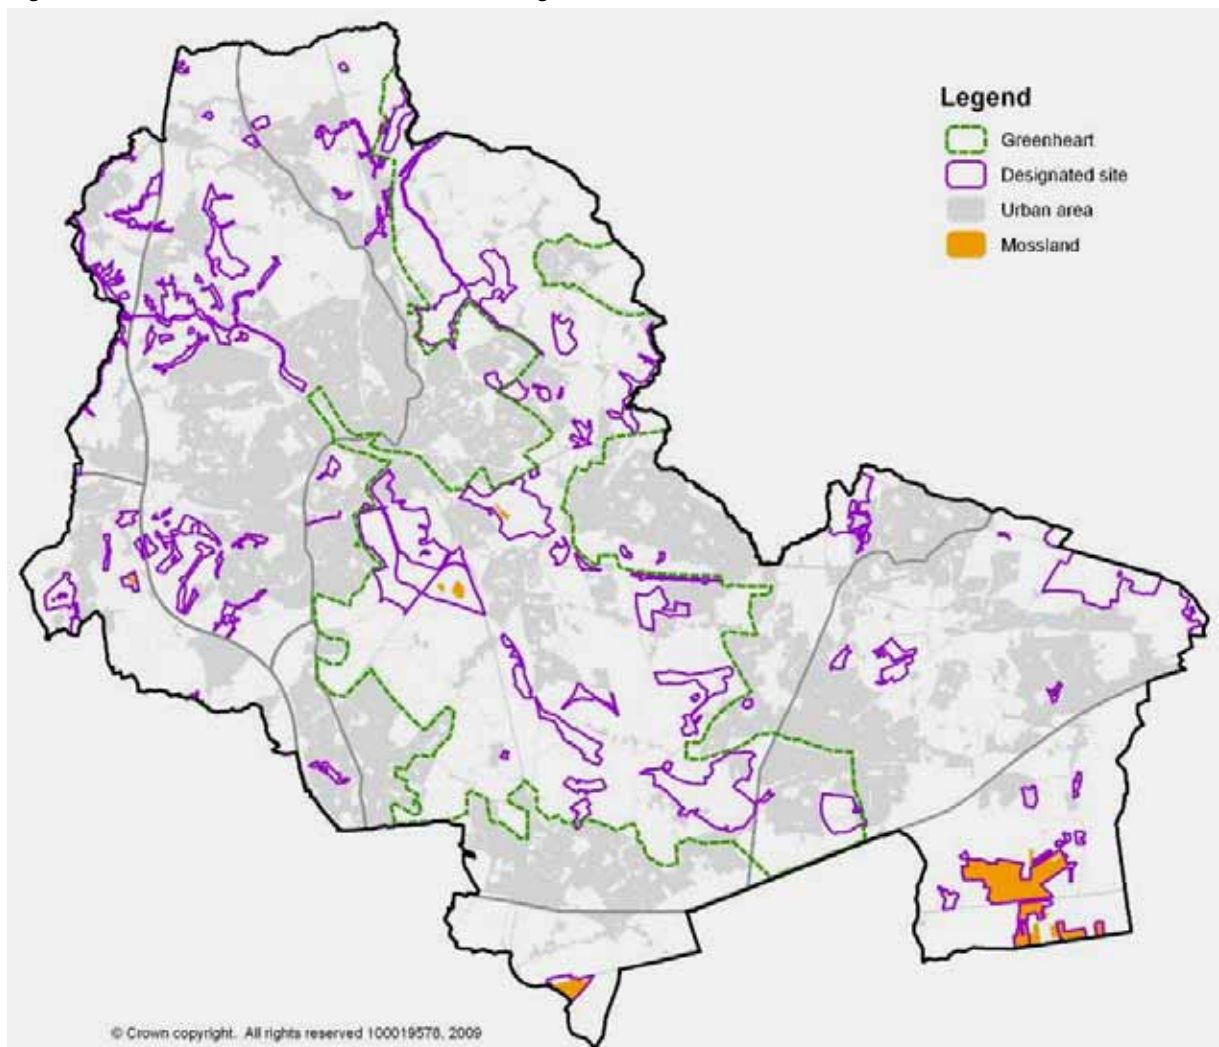 Legend
Greenheart
Designated site
Urban area
Mossland
© Crown copyright. All rights reserved 100019578, 2009